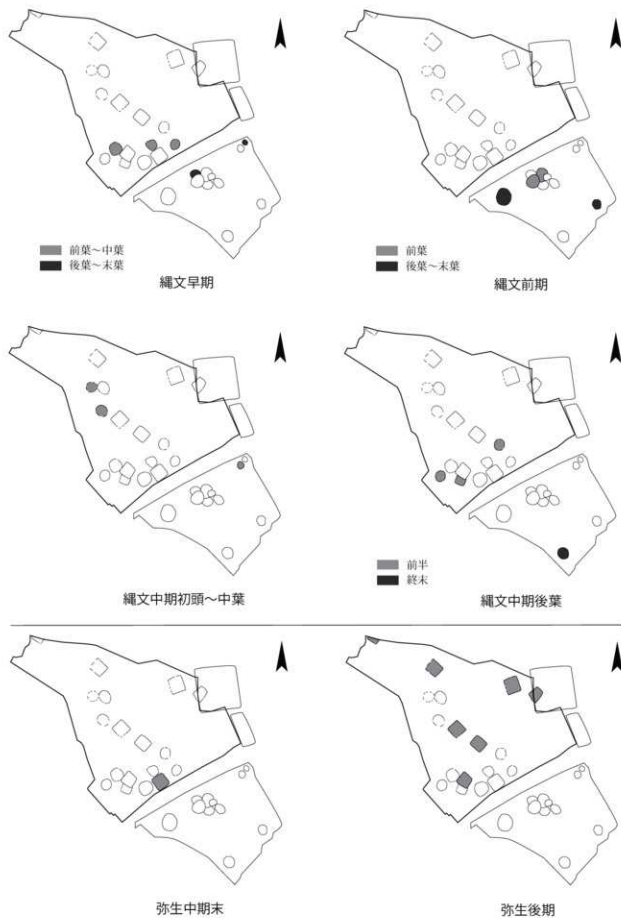 前葉～中葉
後葉～末葉
縄文早期
前葉
後葉～末葉
縄文前期
縄文中期初頭～中葉
前半
終末
縄文中期後葉
弥生中期末
弥生後期